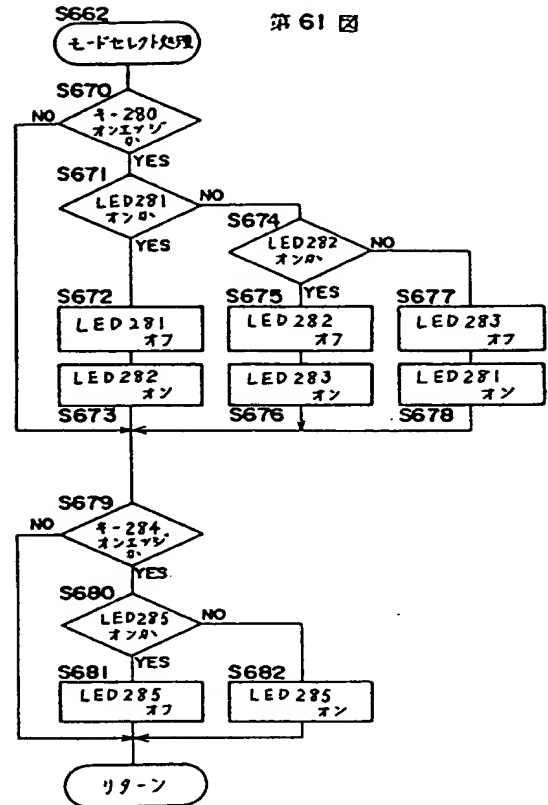 第61図
S662
モードセレクト処理
S670
キー280
オンエッジ
か
NO
YES
S671
LED281
オンか
NO
YES
S674
LED282
オンか
NO
YES
S672
LED281
オフ
S675
LED282
オフ
S677
LED283
オフ
LED282
オン
S673
LED283
オン
S676
LED281
オン
S678
S679
キー284
オンエッジ
か
NO
YES
S680
LED285
オンか
NO
YES
S681
LED285
オフ
S682
LED285
オン
リターン